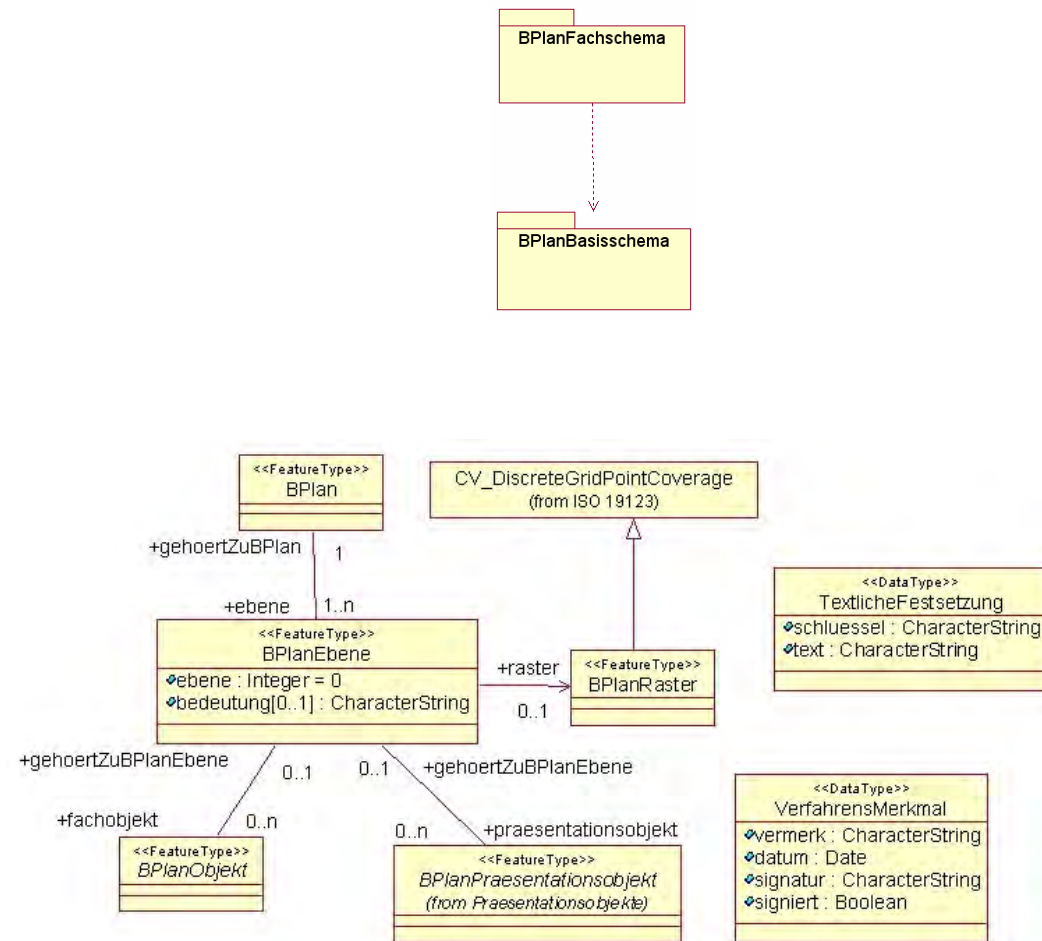 BPlanFachschema
BPlanBasisschema
<<FeatureType>>
BPlan
CV_DiscreteGridPointCoverage
(from ISO 19123)
+gehoertZuBPlan
1
+ebene
1..n
<<FeatureType>>
BPlanEbene
ebene : Integer = 0
bedeutung[0..1] : CharacterString
+raster
0..1
<<FeatureType>>
BPlanRaster
<<DataType>>
TextlicheFestsetzung
schluessel : CharacterString
text : CharacterString
+gehoertZuBPlanEbene
0..1
0..1
+gehoertZuBPlanEbene
+fachobjekt
0..n
0..n
+praesentationsobjekt
<<FeatureType>>
BPlanObjekt
<<FeatureType>>
BPlanPraesentationsobjekt
(from Praesentationsobjekte)
<<DataType>>
VerfahrensMerkmal
vermerk : CharacterString
datum : Date
signatur : CharacterString
signiert : Boolean